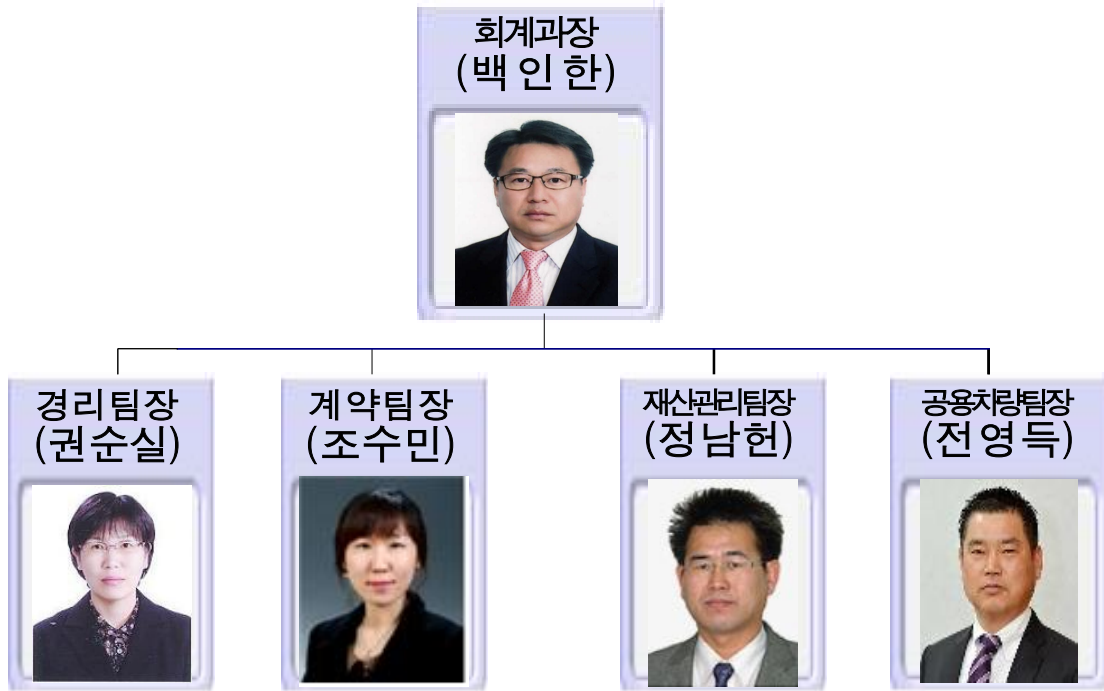 회계과장
(백인한)
경리팀장
(권순실)
계약팀장
(조수민)
재산관리팀장
(정남헌)
공용차량팀장
(전영득)